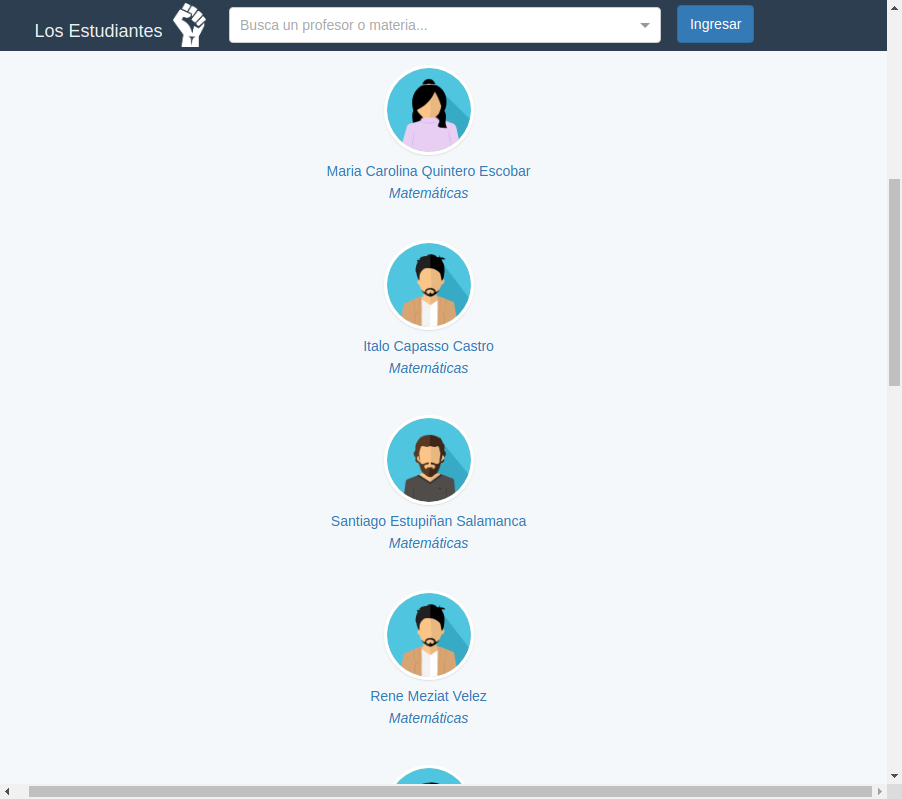 Los Estudiantes
Busca un profesor o materia...
Ingresar
Maria Carolina Quintero Escobar
Matemáticas
Italo Capasso Castro
Matemáticas
Santiago Estupiñan Salamanca
Matemáticas
Rene Meziat Velez
Matemáticas